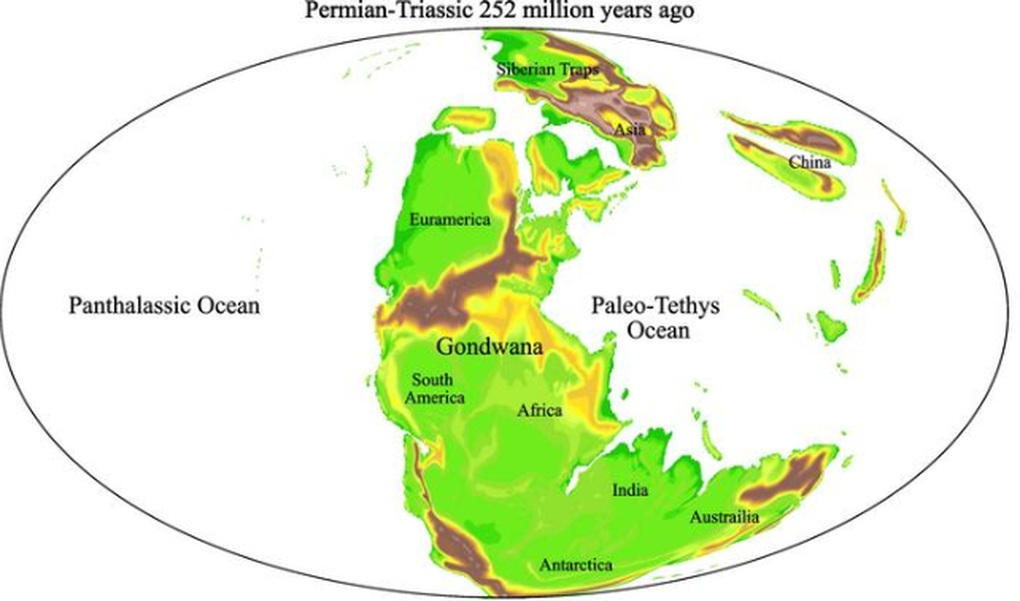 Permian-Triassic 252 million years ago
Siberian Traps
Asia
China
Euramerica
Panthalassic Ocean
Paleo-Tethys
Ocean
Gondwana
South
America
Africa
India
Austrailia
Antarctica